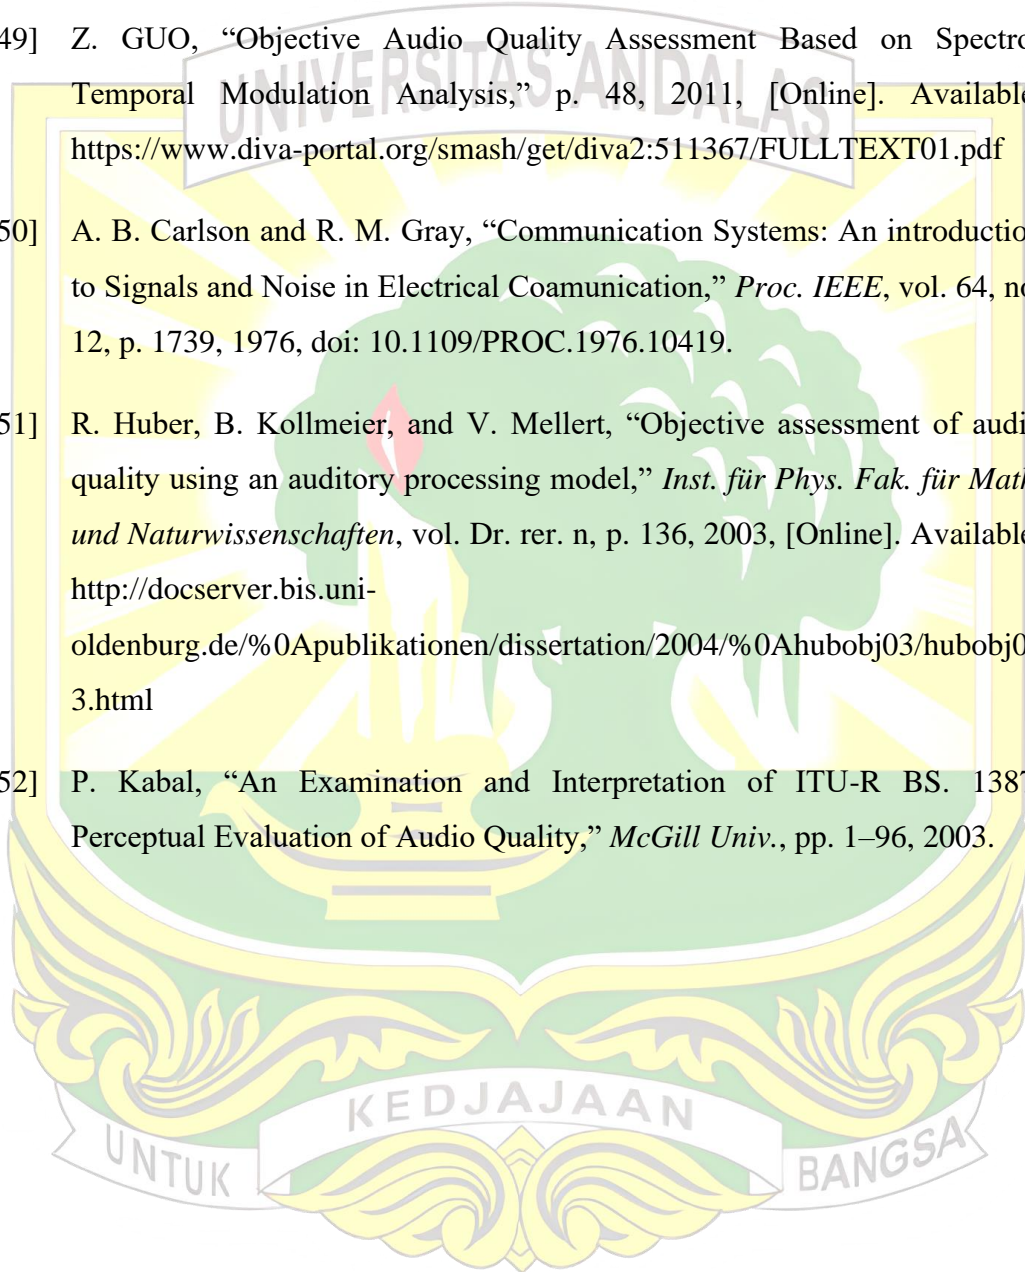 49] Z. GUO, “Objective Audio Quality Assessment Based on Spectro
Temporal Modulation Analysis,” p. 48, 2011, [Online]. Available
https://www.diva-portal.org/smash/get/diva2:511367/FULLTEXT01.pdf
50] A. B. Carlson and R. M. Gray, “Communication Systems: An introduction
to Signals and Noise in Electrical Coamunication,” Proc. IEEE, vol. 64, no
12, p. 1739, 1976, doi: 10.1109/PROC.1976.10419.
51] R. Huber, B. Kollmeier, and V. Mellert, “Objective assessment of audi
quality using an auditory processing model,” Inst. für Phys. Fak. für Math
und Naturwissenschaften, vol. Dr. rer. n, p. 136, 2003, [Online]. Available
http://docserver.bis.uni-
oldenburg.de/%0Apublikationen/dissertation/2004/%0Ahubobj03/hubobj0
3.html
52] P. Kabal, “An Examination and Interpretation of ITU-R BS. 1387
Perceptual Evaluation of Audio Quality,” McGill Univ., pp. 1–96, 2003.
UNIVERSITAS ANDALAS
UNTUK KEDJAJAAN BANGSA